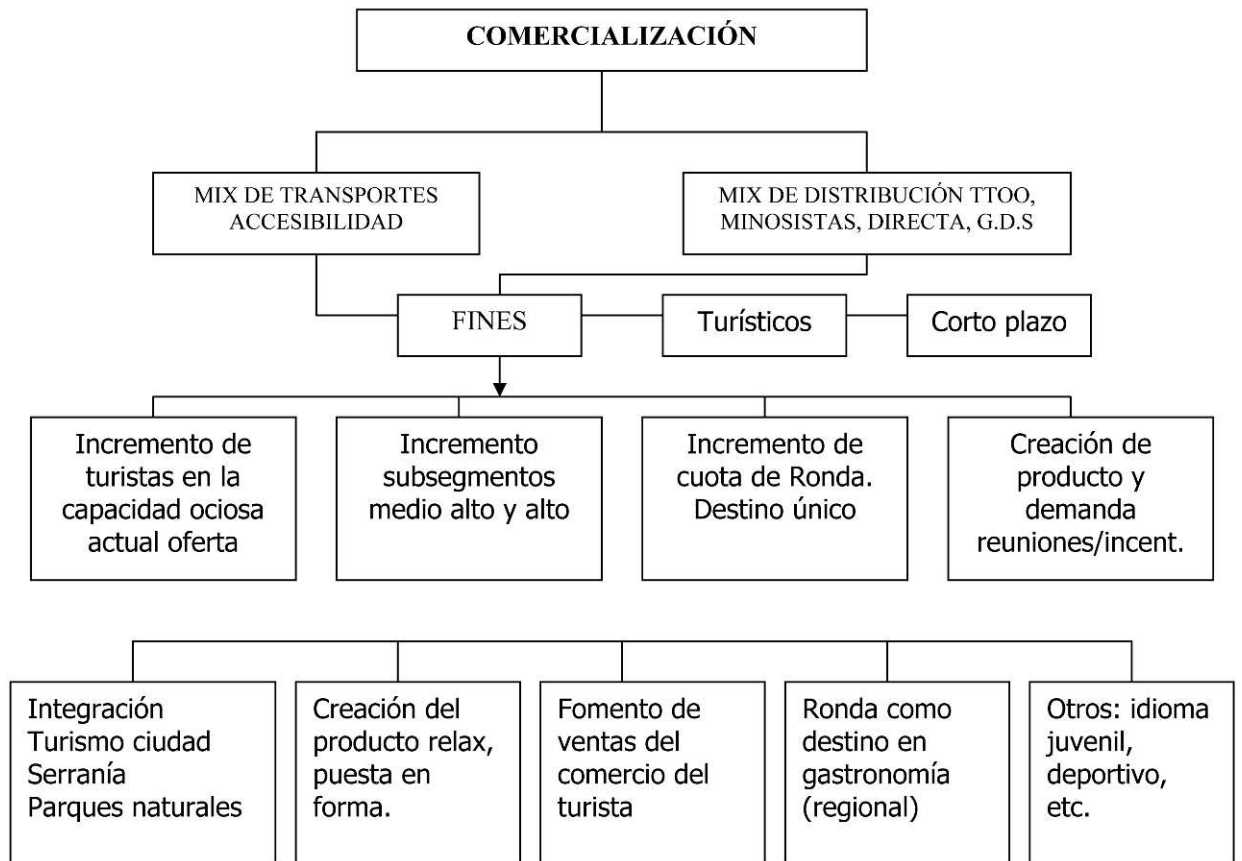 COMERCIALIZACIÓN
MIX DE TRANSPORTES
ACCESIBILIDAD
MIX DE DISTRIBUCIÓN TTOO,
MINOSISTAS, DIRECTA, G.D.S
FINES
Turísticos
Corto plazo
Incremento de
turistas en la
capacidad ociosa
actual oferta
Incremento
subsegmentos
medio alto y alto
Incremento de
cuota de Ronda.
Destino único
Creación de
producto y
demanda
reuniones/incent.
Integración
Turismo ciudad
Serranía
Parques naturales
Creación del
producto relax,
puesta en
forma.
Fomento de
ventas del
comercio del
turista
Ronda como
destino en
gastronomía
(regional)
Otros: idioma
juvenil,
deportivo,
etc.